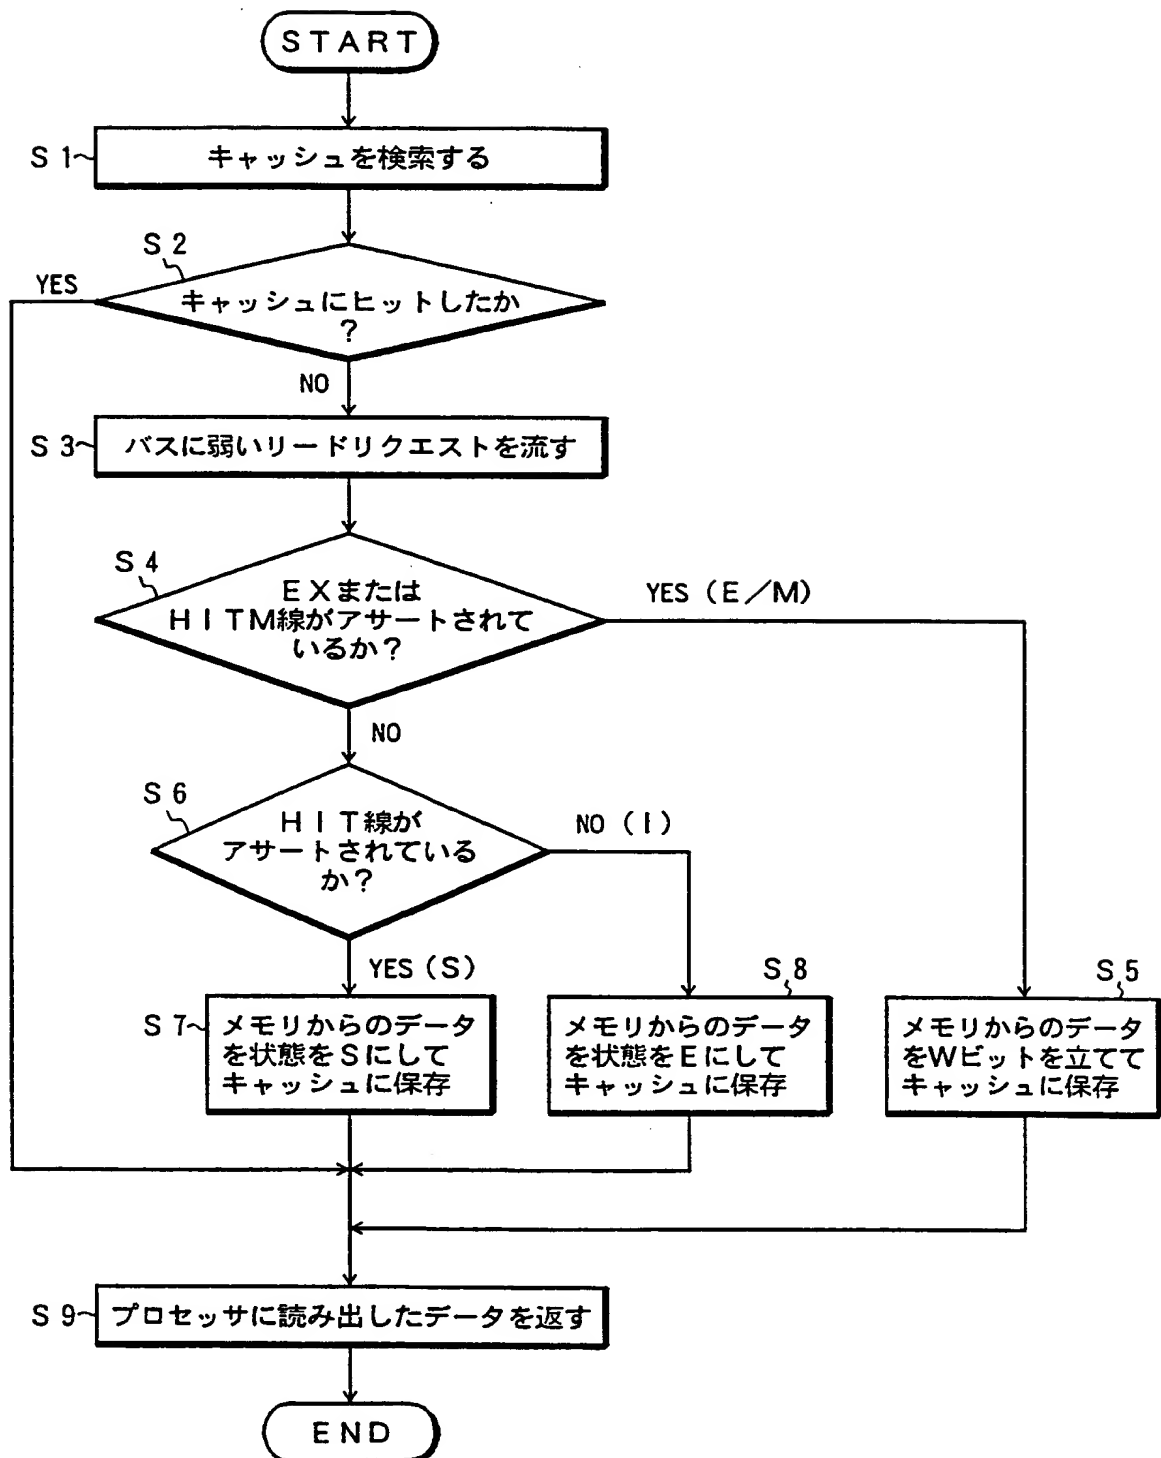 START
S1
キャッシュを検索する
S2
YES
キャッシュにヒットしたか
?
NO
S3
バスに弱いリードリクエストを流す
S4
EXまたは
HITM線がアサートされて
いるか?
YES(E/M)
NO
S6
HIT線が
アサートされている
か?
NO(I)
YES(S)
S7
メモリからのデータ
を状態をSにして
キャッシュに保存
S8
メモリからのデータ
を状態をEにして
キャッシュに保存
S5
メモリからのデータ
をWビットを立てて
キャッシュに保存
S9
プロセッサに読み出したデータを返す
END